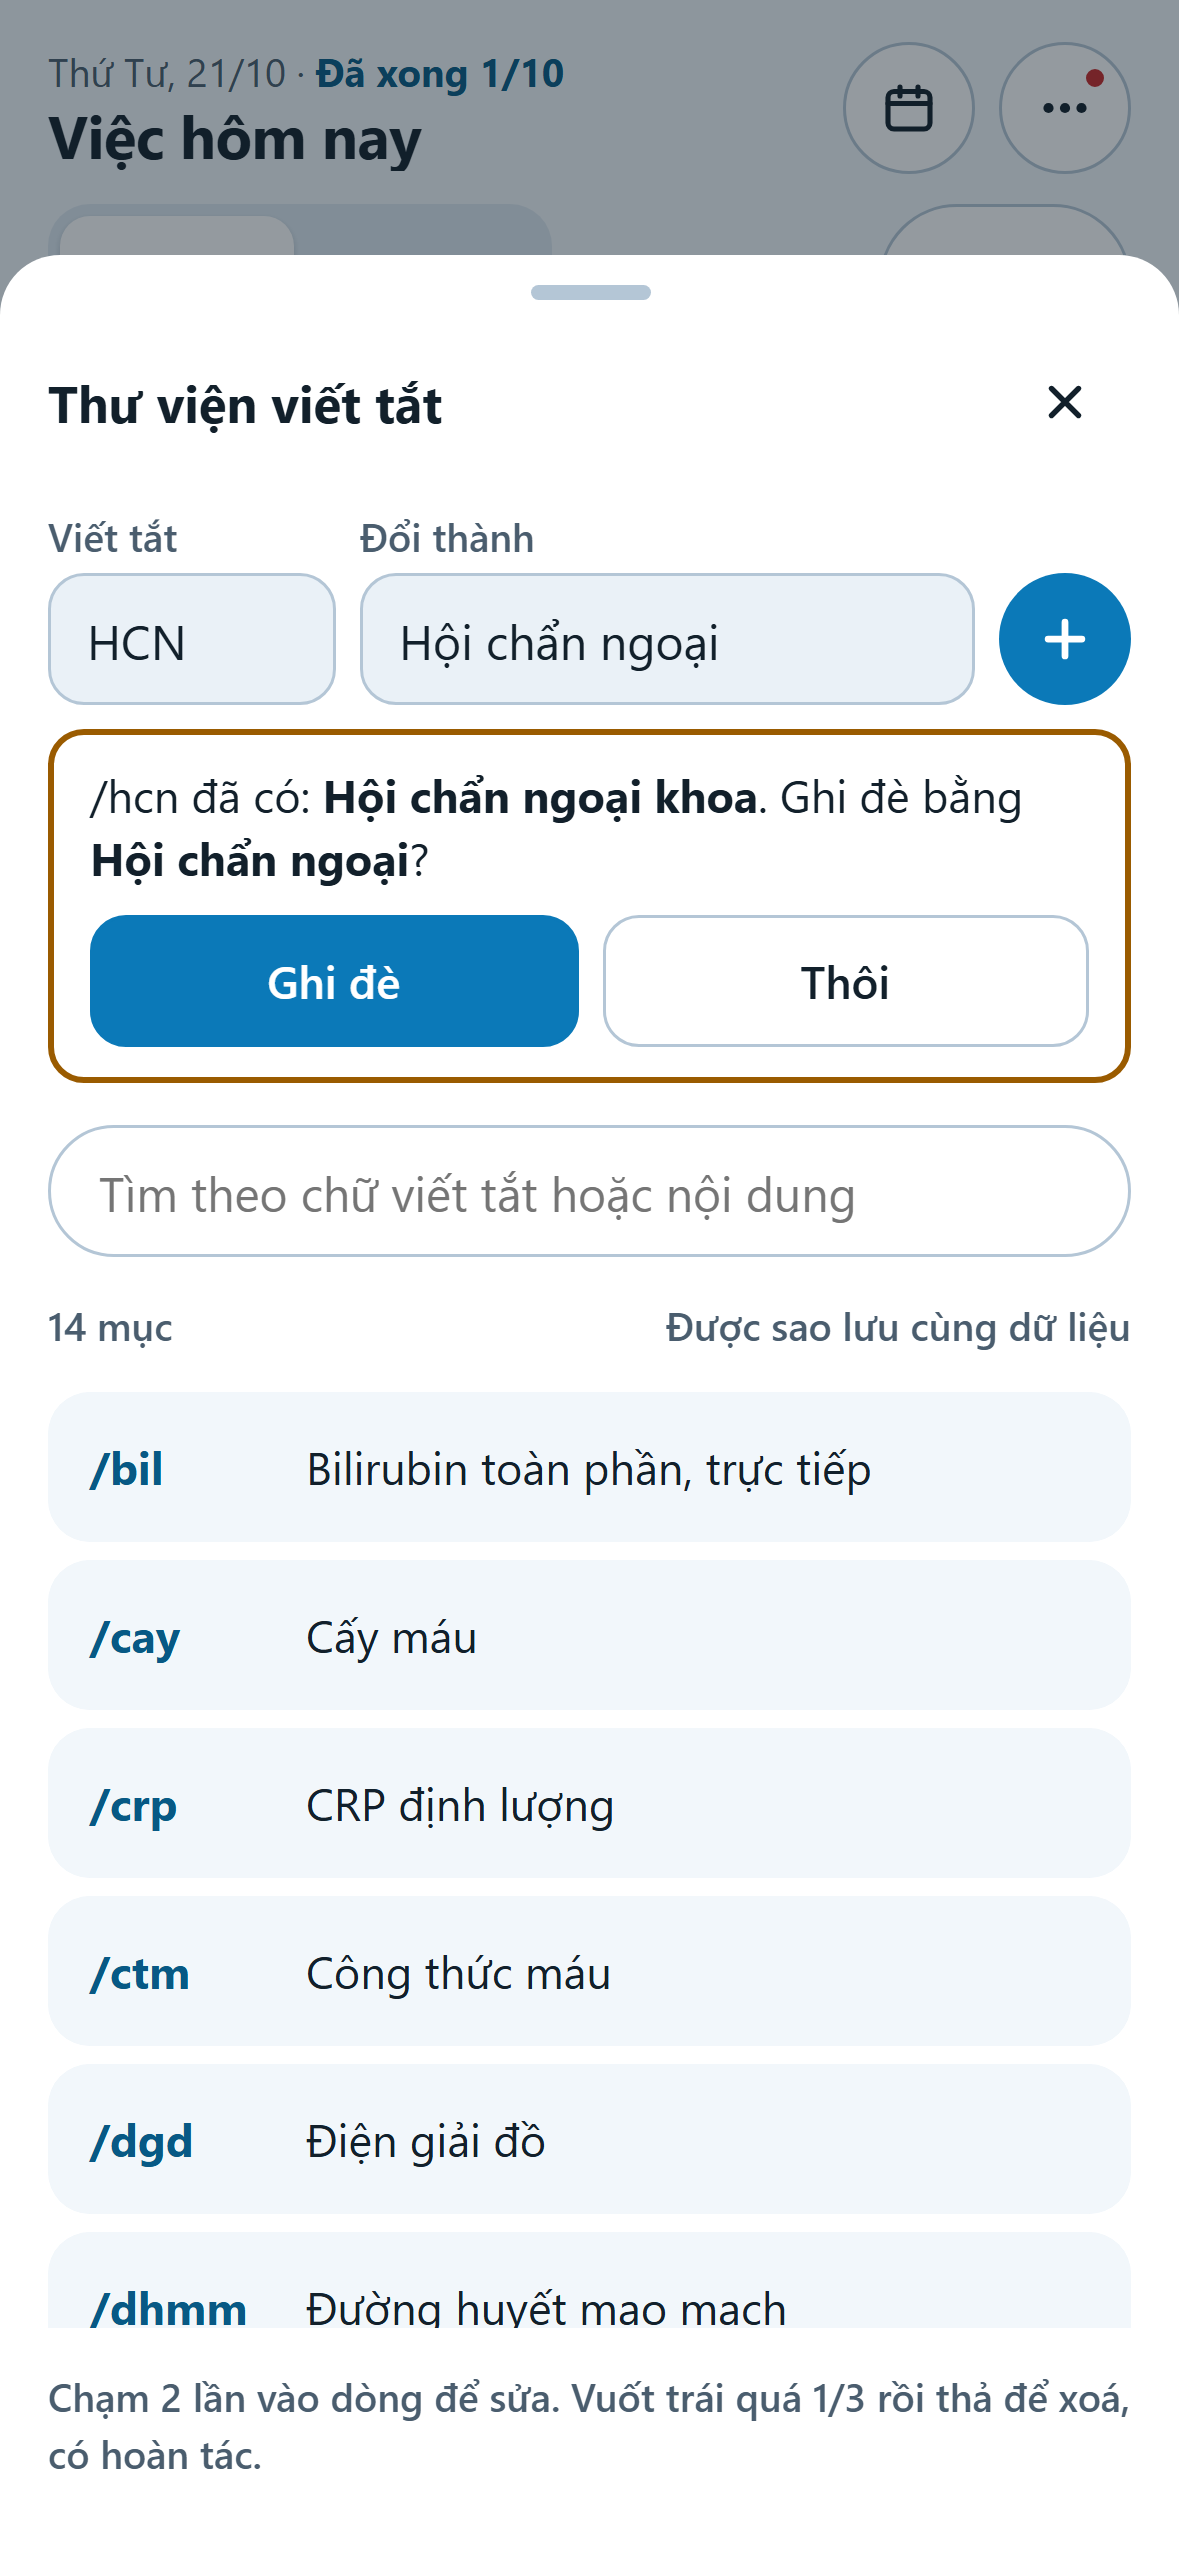 Thứ Tư, 21/10 · Đã xong 1/10
Việc hôm nay
Thư viện viết tắt
Viết tắt
Đổi thành
HCN
Hội chẩn ngoại
/hcn đã có: Hội chẩn ngoại khoa. Ghi đè bằng
Hội chẩn ngoại?
Ghi đè
Thôi
Tìm theo chữ viết tắt hoặc nội dung
14 mục
Được sao lưu cùng dữ liệu
/bil
Bilirubin toàn phần, trực tiếp
/cay
Cấy máu
/crp
CRP định lượng
/ctm
Công thức máu
/dgd
Điện giải đồ
/dhmm
Đường huyết mao mạch
Chạm 2 lần vào dòng để sửa. Vuốt trái quá 1/3 rồi thả để xoá,
có hoàn tác.